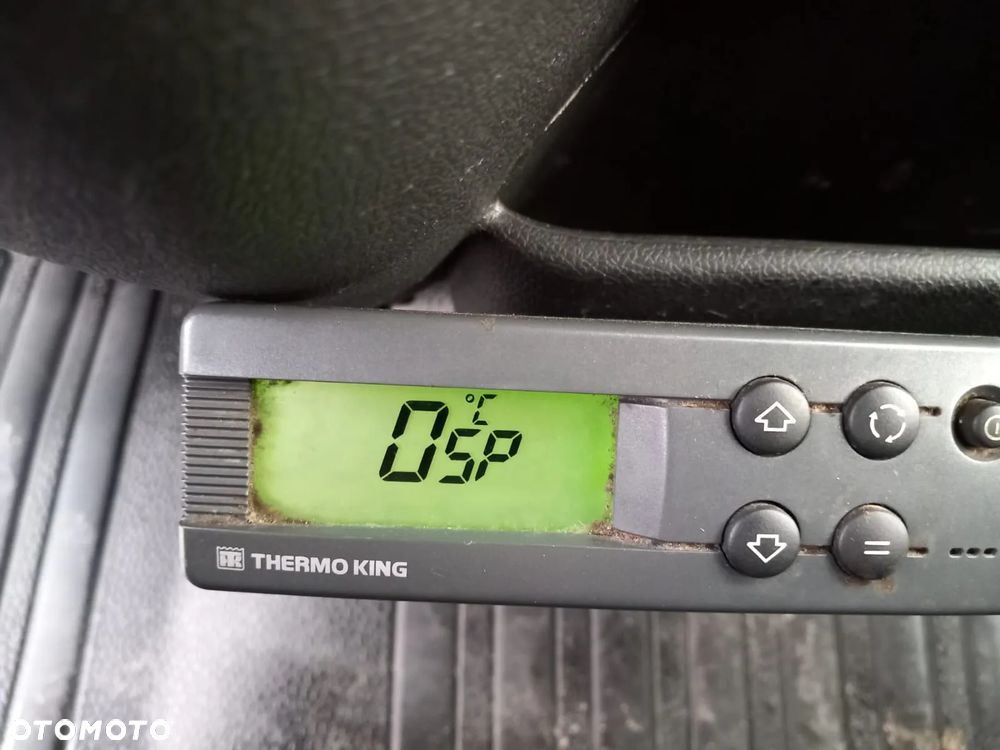 °C
0SP
THERMO KING
OTOMOTO